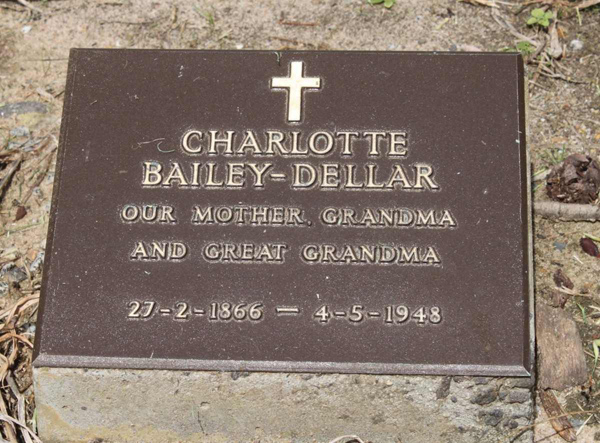 CHARLOTTE
BAILEY-DELLAR
OUR MOTHER, GRANDMA
AND GREAT GRANDMA
27-2-1866 — 4-5-1948